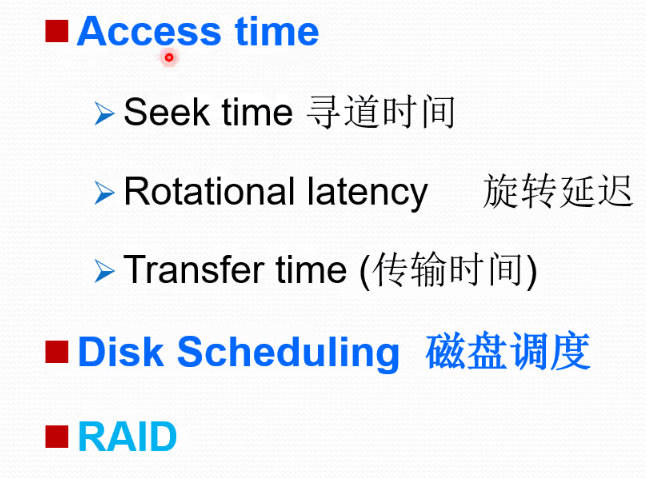 Access time
Seek time 寻道时间
Rotational latency 旋转延迟
Transfer time (传输时间)
Disk Scheduling 磁盘调度
RAID